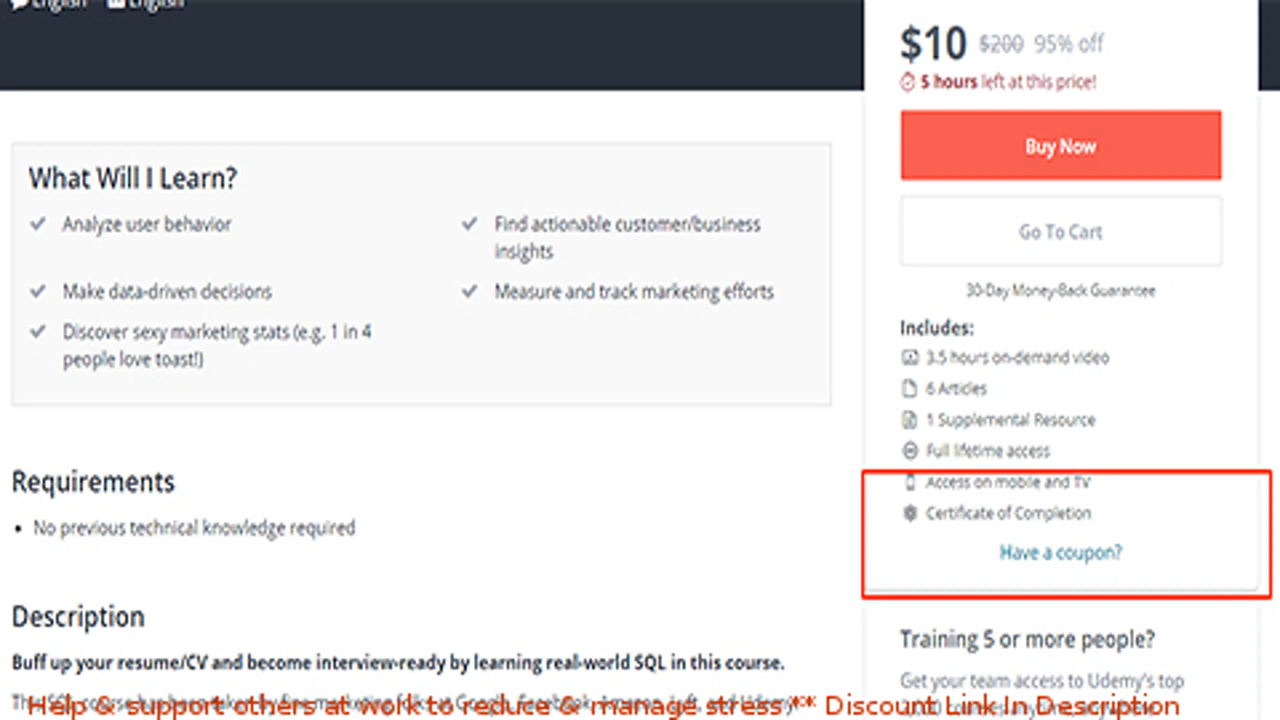 English English
$10 $200 95% off
5 hours left at this price!
Buy Now
Go To Cart
30-Day Money-Back Guarantee
Includes:
3.5 hours on-demand video
6 Articles
1 Supplemental Resource
Full lifetime access
Access on mobile and TV
Certificate of Completion
Have a coupon?
Training 5 or more people?
Get your team access to Udemy's top
What Will I Learn?
Analyze user behavior
Find actionable customer/business
insights
Make data-driven decisions
Measure and track marketing efforts
Discover sexy marketing stats (e.g. 1 in 4
people love toast!)
Requirements
• No previous technical knowledge required
Description
Buff up your resume/CV and become interview-ready by learning real-world SQL in this course.
Help & support others at work to reduce & manage stress ** Discount Link In Description